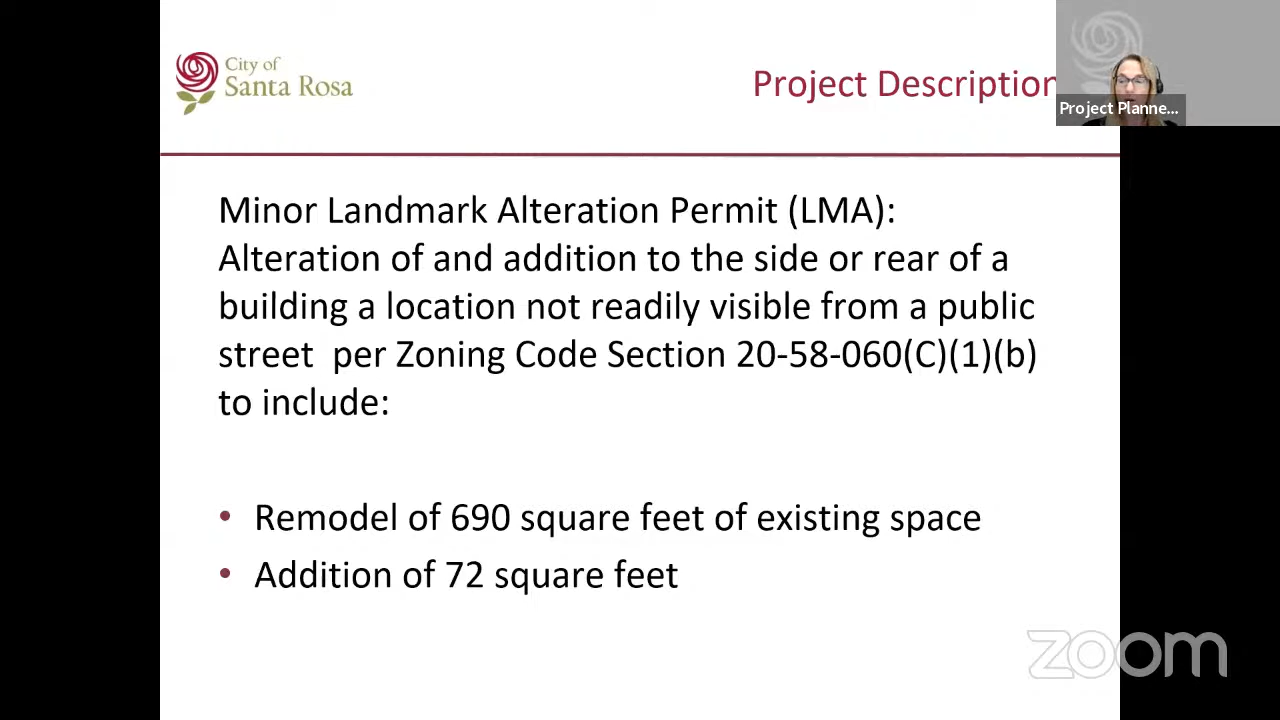 City of
Santa Rosa
Project Description
Project Planne...
Minor Landmark Alteration Permit (LMA):
Alteration of and addition to the side or rear of a
building a location not readily visible from a public
street  per Zoning Code Section 20-58-060(C)(1)(b)
to include:
• Remodel of 690 square feet of existing space
• Addition of 72 square feet
zoom